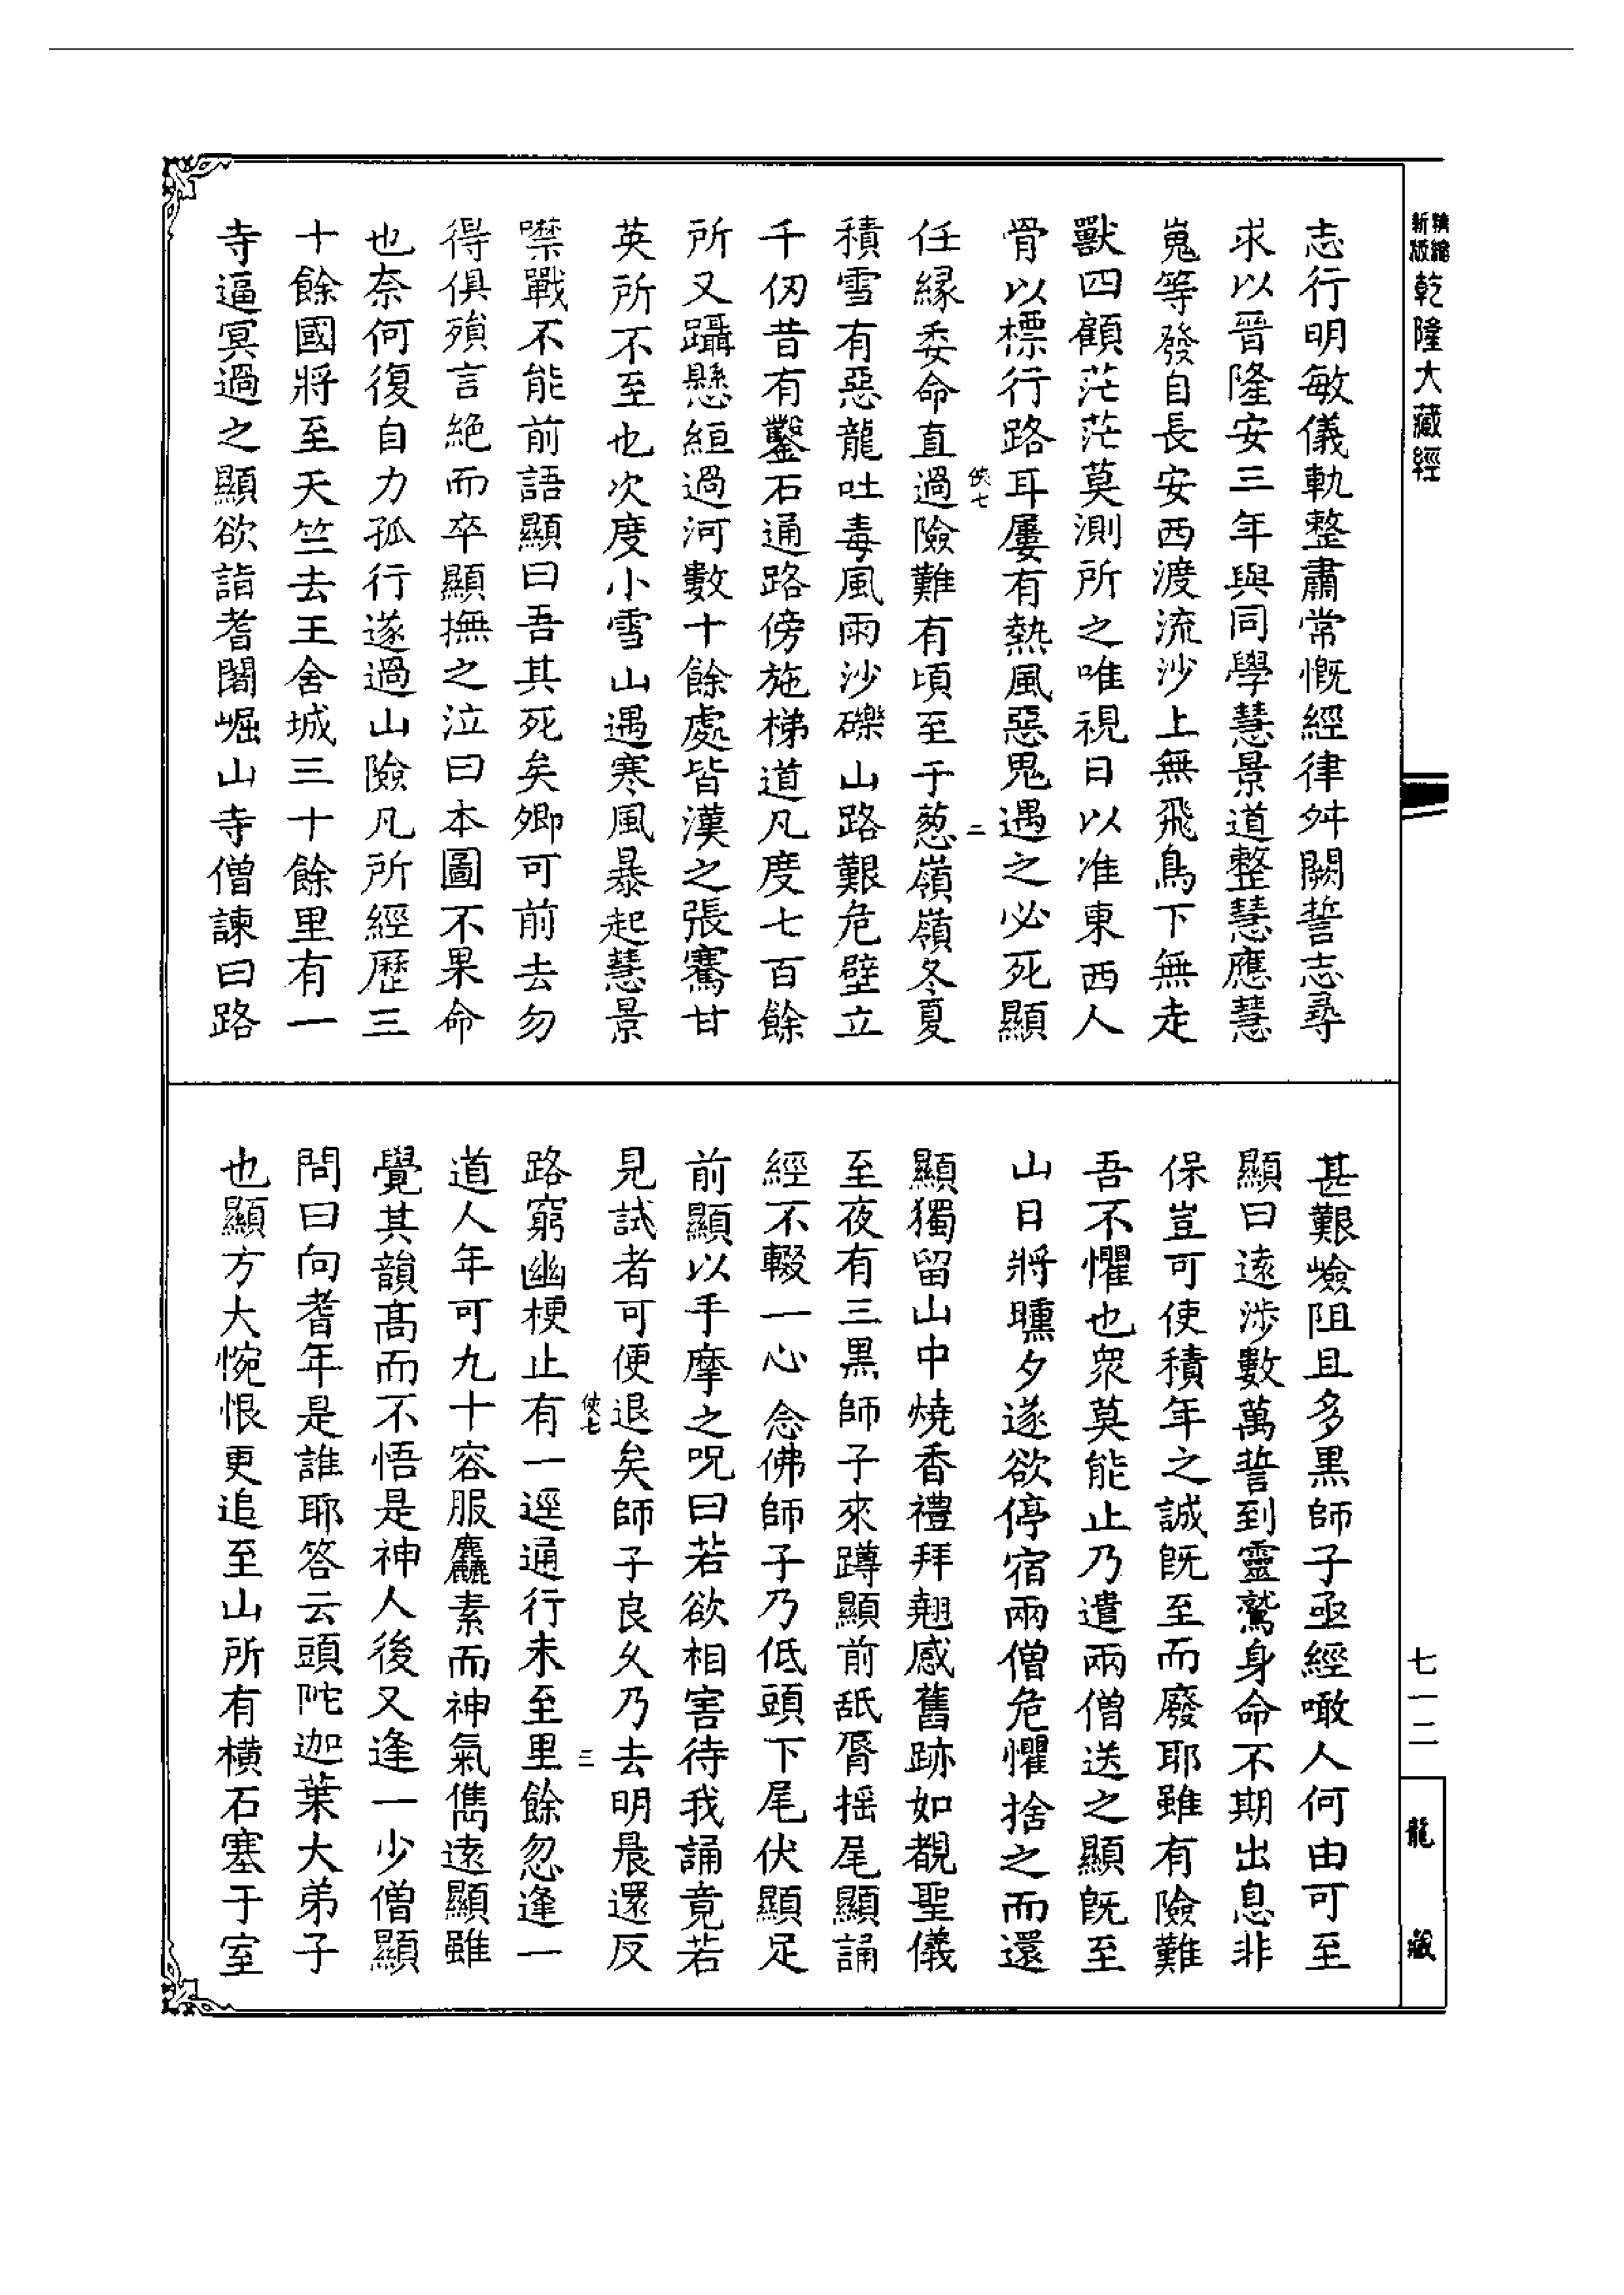 精縮新版 乾隆大藏經
志行明敏儀軌整肅常慨經律舛闕誓志尋
求以晉隆安三年與同學慧景道整慧應慧
嵬等發自長安西渡流沙上無飛鳥下無走
獸四顧茫茫莫測所之唯視日以准東西人
骨以標行路耳屢有熱風惡鬼遇之必死顯
俠七 二
任緣委命直過險難有頃至于葱嶺嶺冬夏
積雪有惡龍吐毒風雨沙礫山路艱危壁立
千仞昔有鑿石通路傍施梯道凡度七百餘
所又躡懸絙過河數十餘處皆漢之張騫甘
英所不至也次度小雪山遇寒風暴起慧景
噤戰不能前語顯曰吾其死矣卿可前去勿
得俱殞言絕而卒顯撫之泣曰本圖不果命
也奈何復自力孤行遂過山險凡所經歷三
十餘國將至天竺去王舍城三十餘里有一
寺逼冥過之顯欲詣耆闍崛山寺僧諫曰路
甚艱嶮阻且多黑師子亟經噉人何由可至
顯曰遠涉數萬誓到靈鷲身命不期出息非
保豈可使積年之誠旣至而廢耶雖有險難
吾不懼也眾莫能止乃遣兩僧送之顯旣至
山日將曛夕遂欲停宿兩僧危懼捨之而還
顯獨留山中燒香禮拜翹感舊跡如覩聖儀
至夜有三黑師子來蹲顯前舐脣搖尾顯誦
經不輟一心念佛師子乃低頭下尾伏顯足
前顯以手摩之呪曰若欲相害待我誦竟若
見試者可便退矣師子良久乃去明晨還反
俠七 三
路窮幽梗止有一逕通行未至里餘忽逢一
道人年可九十容服麤素而神氣儁遠顯雖
覺其韻高而不悟是神人後又逢一少僧顯
問曰向耆年是誰耶答云頭陀迦葉大弟子
也顯方大惋恨更追至山所有橫石塞于室
七一二
龍藏